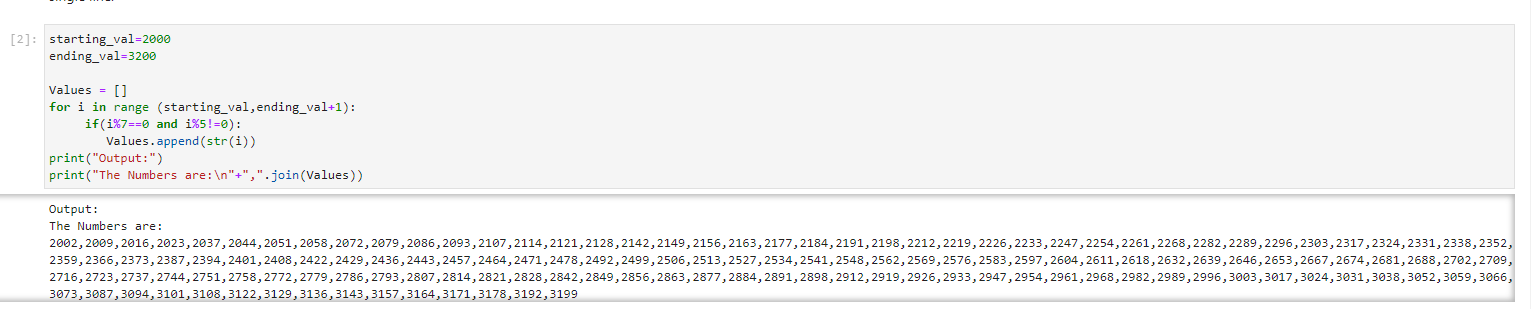 single line.
[2]: starting_val=2000
ending_val=3200
Values = []
for i in range (starting_val,ending_val+1):
if(i%7==0 and i%5!=0):
Values.append(str(i))
print("Output:")
print("The Numbers are:\n"+",".join(Values))
Output:
The Numbers are:
2002,2009,2016,2023,2037,2044,2051,2058,2072,2079,2086,2093,2107,2114,2121,2128,2142,2149,2156,2163,2177,2184,2191,2198,2212,2219,2226,2233,2247,2254,2261,2268,2282,2289,2296,2303,2317,2324,2331,2338,2352,
2359,2366,2373,2387,2394,2401,2408,2422,2429,2436,2443,2457,2464,2471,2478,2492,2499,2506,2513,2527,2534,2541,2548,2562,2569,2576,2583,2597,2604,2611,2618,2632,2639,2646,2653,2667,2674,2681,2688,2702,2709,
2716,2723,2737,2744,2751,2758,2772,2779,2786,2793,2807,2814,2821,2828,2842,2849,2856,2863,2877,2884,2891,2898,2912,2919,2926,2933,2947,2954,2961,2968,2982,2989,2996,3003,3017,3024,3031,3038,3052,3059,3066,
3073,3087,3094,3101,3108,3122,3129,3136,3143,3157,3164,3171,3178,3192,3199